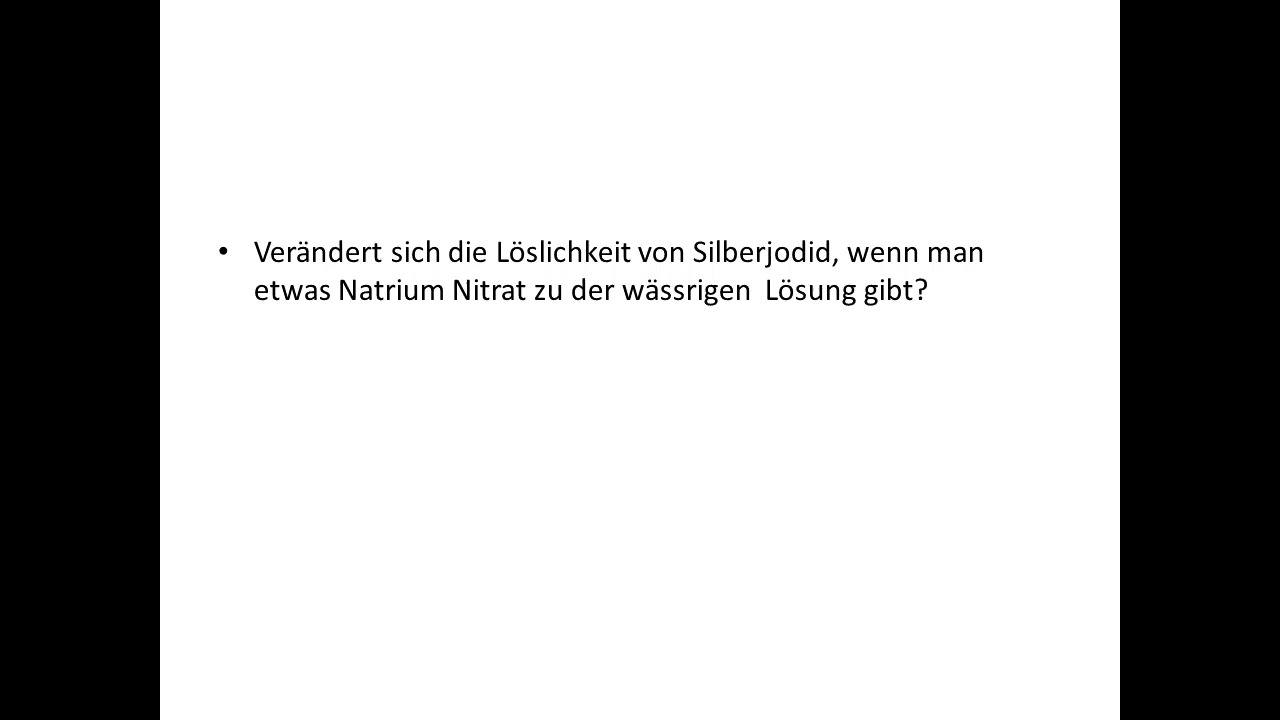 • Verändert sich die Löslichkeit von Silberjodid, wenn man
etwas Natrium Nitrat zu der wässrigen  Lösung gibt?